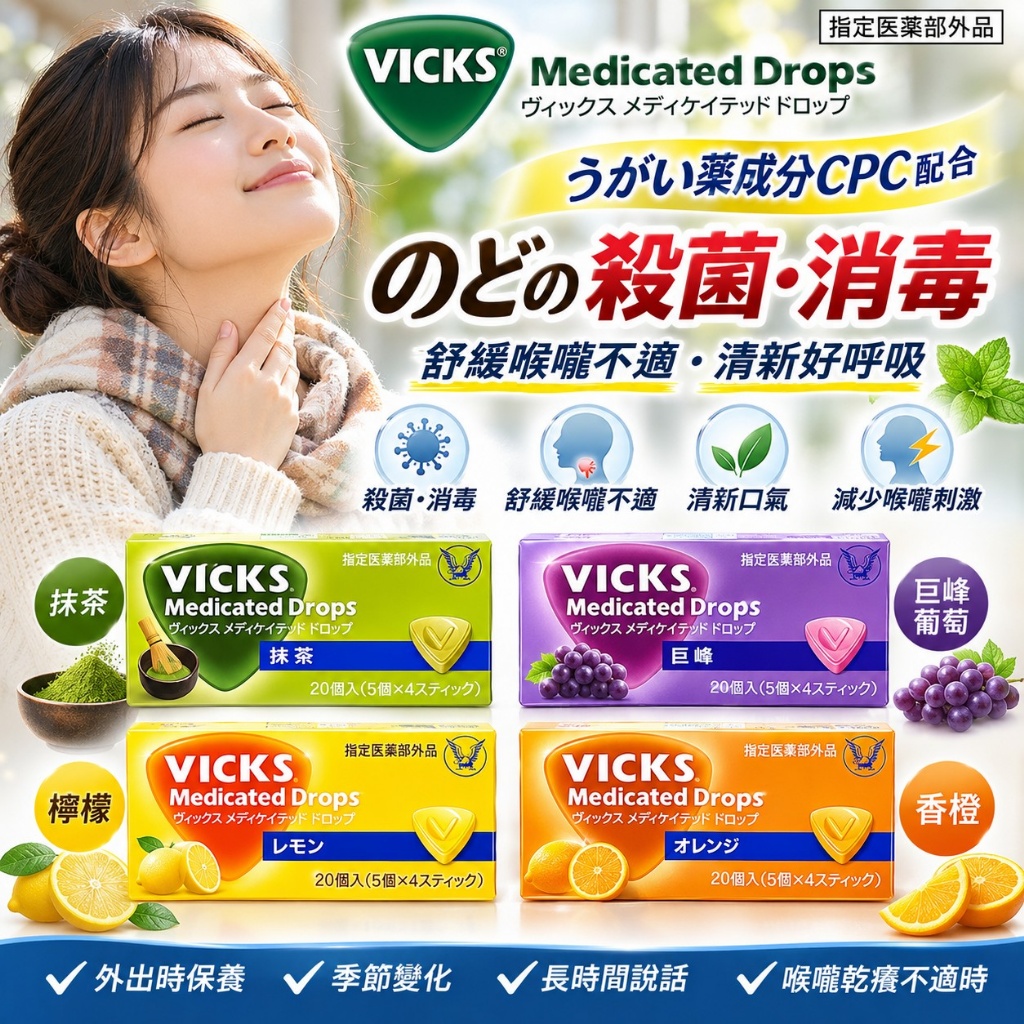 指定医薬部外品
VICKS®
Medicated Drops
ヴィックス メディケイテッド ドロップ
うがい薬成分CPC配合
のどの殺菌・消毒
舒緩喉嚨不適・清新好呼吸
殺菌・消毒
舒緩喉嚨不適
清新口氣
減少喉嚨刺激
抹茶
指定医薬部外品
VICKS®
Medicated Drops
ヴィックス メディケイテッド ドロップ
抹茶
20個入(5個×4スティック)
指定医薬部外品
VICKS®
Medicated Drops
ヴィックス メディケイテッド ドロップ
巨峰
20個入(5個×4スティック)
巨峰
葡萄
檸檬
指定医薬部外品
VICKS®
Medicated Drops
ヴィックス メディケイテッド ドロップ
レモン
20個入(5個×4スティック)
指定医薬部外品
VICKS®
Medicated Drops
ヴィックス メディケイテッド ドロップ
オレンジ
20個入(5個×4スティック)
香橙
外出時保養
季節變化
長時間說話
喉嚨乾癢不適時